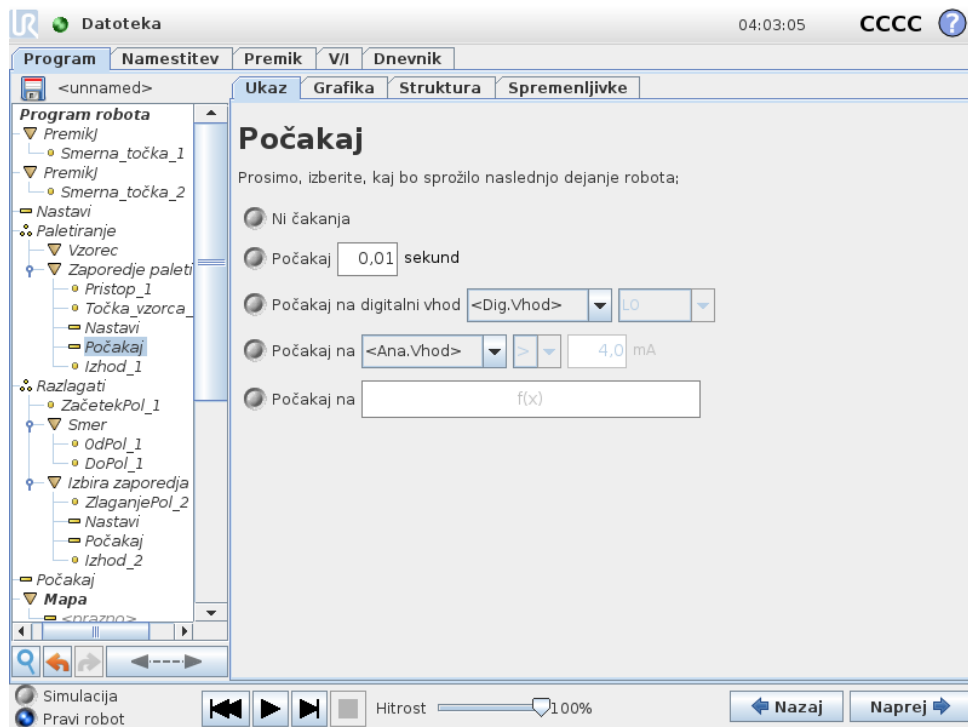 Datoteka
04:03:05
CCCC
?
Program Namestitev Premik V/I Dnevnik
<unnamed>
Ukaz Grafika Struktura Spremenljivke
Program robota
PremikJ
Smerna_točka_1
PremikJ
Smerna_točka_2
Nastavi
Paletiranje
Vzorec
Zaporedje paleti
Pristop_1
Točka_vzorca_
Nastavi
Počakaj
Izhod_1
Razlagati
ZačetekPol_1
Smer
OdPol_1
DoPol_1
Izbira zaporedja
ZlaganjePol_2
Nastavi
Počakaj
Izhod_2
Počakaj
Mapa
<prazno>
Počakaj
Prosimo, izberite, kaj bo sprožilo naslednjo dejanje robota;
Ni čakanja
Počakaj 0,01 sekund
Počakaj na digitalni vhod <Dig.Vhod> LO
Počakaj na <Ana.Vhod> > 4,0 mA
Počakaj na f(x)
Simulacija
Pravi robot
Hitrost 100%
Nazaj Naprej